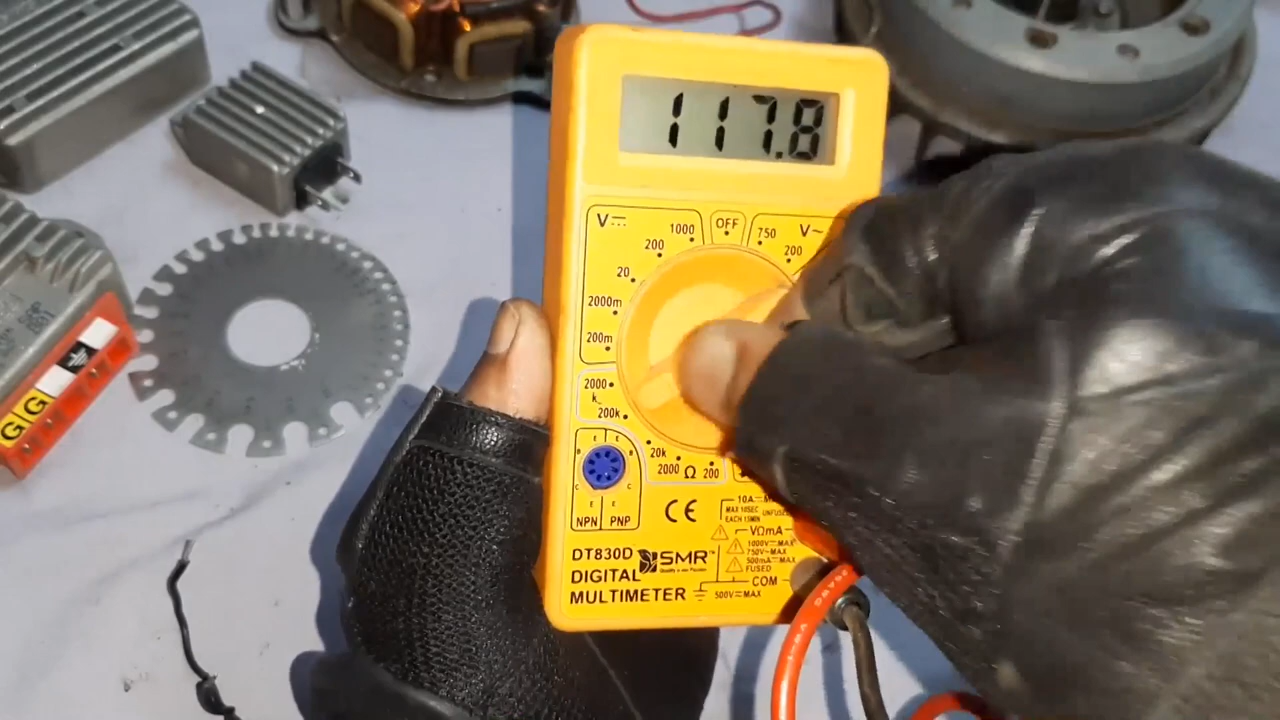 117.8
V⎓ 1000 OFF 750 V~
200 200
20
2000m
200m
2000
k
200k
20k
2000 Ω 200
E E
B B
C C
E E
NPN PNP
CE
10A⎓
MAX 10SEC UNFUSED
EACH 15MIN
VΩmA
1000V⎓MAX
750V~MAX
500mA⎓MAX
FUSED
COM
500V⎓MAX
DT830D SMR™
DIGITAL
MULTIMETER
G G